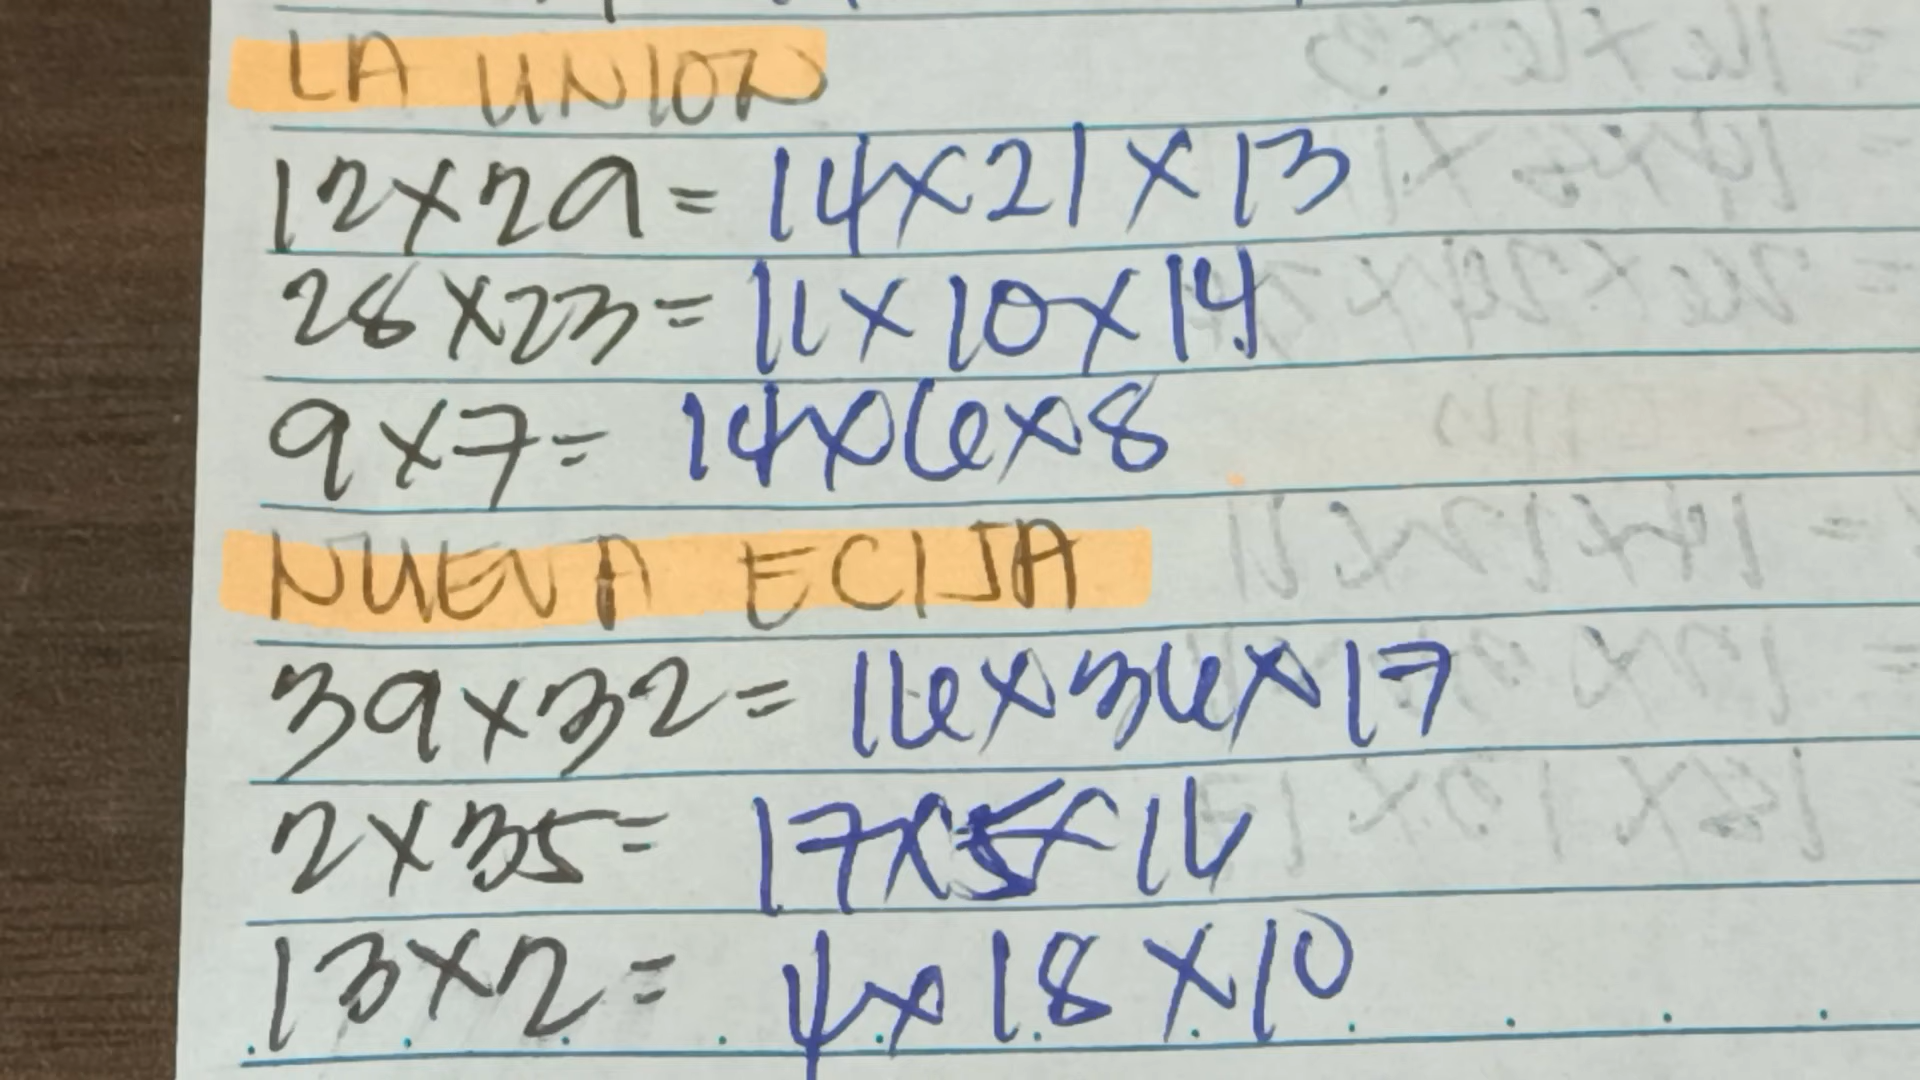 LA UNION
12x29= 14x21x13
28x23= 11x10x14
9x7= 14x6x8
NUEVA ECIJA
39x32= 16x36x17
2x35= 17x5x16
13x2= 4x18x10